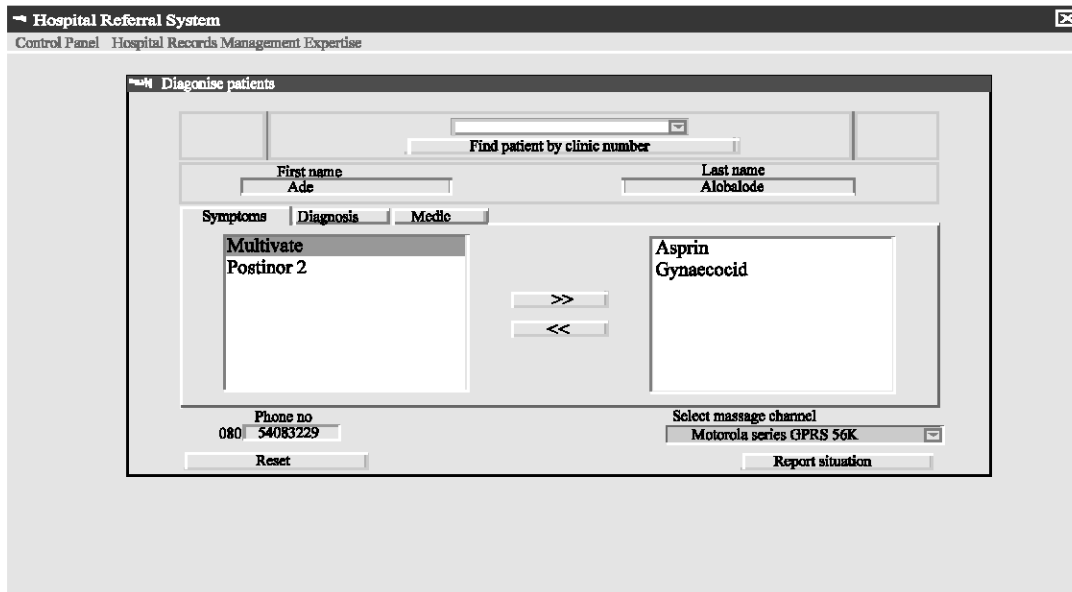 Hospital Referral System
Control Panel Hospital Records Management Expertise
Diagonise patients
Find patient by clinic number
First name Last name
Ade Alobalode
Symptoms Diagnosis Medic
Multivate Asprin
Postinor 2 Gynaecocid
>>
<<
Phone no Select massage channel
080 54083229 Motorola series GPRS 56K
Reset Report situation